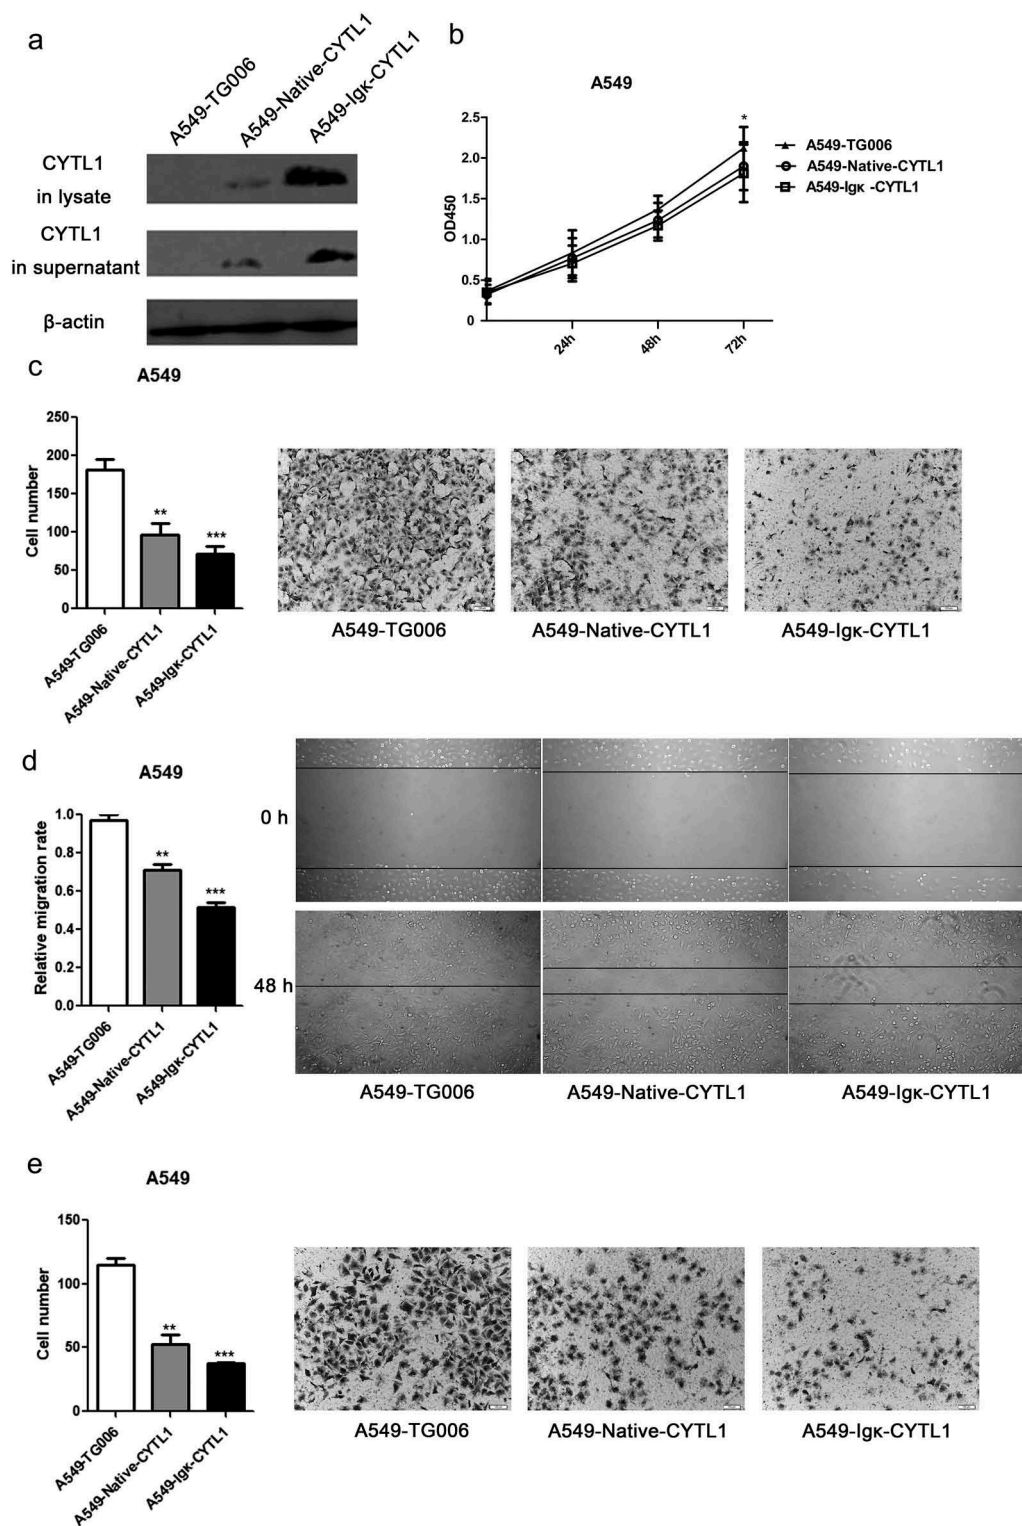 a
A549-TG006
A549-Native-CYTL1
A549-Igκ-CYTL1
CYTL1
in lysate
CYTL1
in supernatant
β-actin
b
A549
OD450
2.5
2.0
1.5
1.0
0.5
0
24h
48h
72h
*
A549-TG006
A549-Native-CYTL1
A549-Igκ -CYTL1
c
A549
Cell number
250
200
150
100
50
0
**
***
A549-TG006
A549-Native-CYTL1
A549-Igκ-CYTL1
A549-TG006
A549-Native-CYTL1
A549-Igκ-CYTL1
d
A549
Relative migration rate
1.0
0.8
0.6
0.4
0.2
0.0
**
***
A549-TG006
A549-Native-CYTL1
A549-Igκ-CYTL1
0 h
48 h
A549-TG006
A549-Native-CYTL1
A549-Igκ-CYTL1
e
A549
Cell number
150
100
50
0
**
***
A549-TG006
A549-Native-CYTL1
A549-Igκ-CYTL1
A549-TG006
A549-Native-CYTL1
A549-Igκ-CYTL1